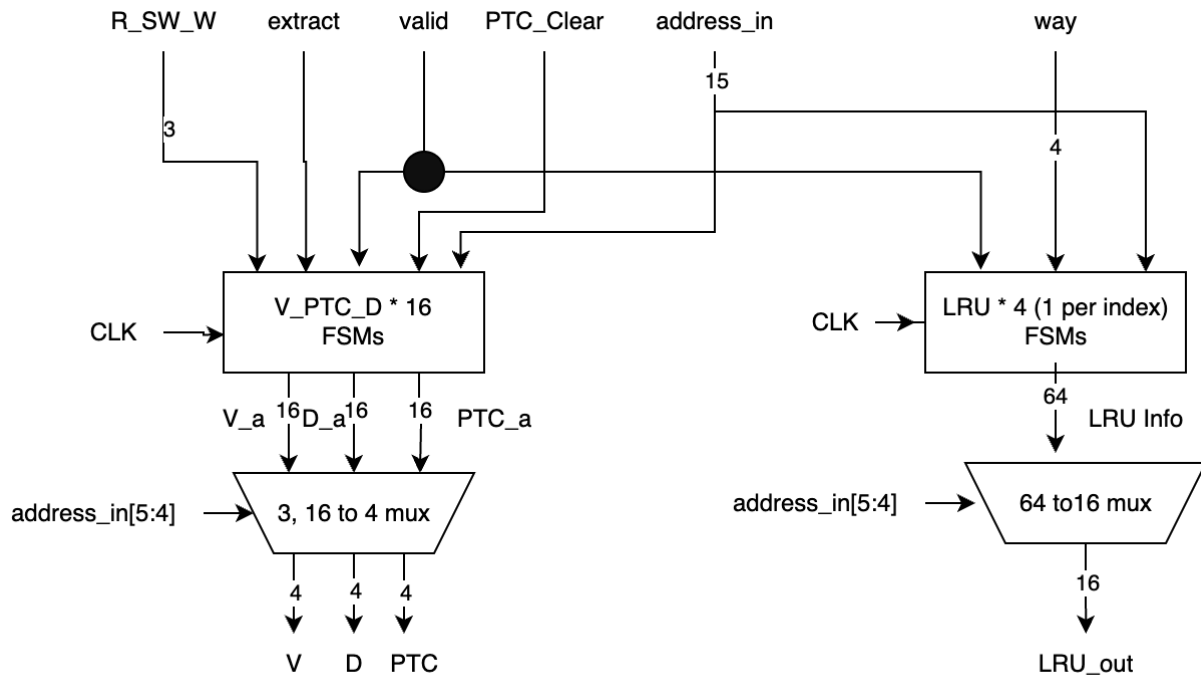 R_SW_W extract valid PTC_Clear address_in way
15
3
4
V_PTC_D * 16
FSMs
LRU * 4 (1 per index)
FSMs
CLK
CLK
16 16 16
64
V_a D_a PTC_a
LRU Info
address_in[5:4]
3, 16 to 4 mux
address_in[5:4]
64 to16 mux
4 4 4
16
V D PTC
LRU_out